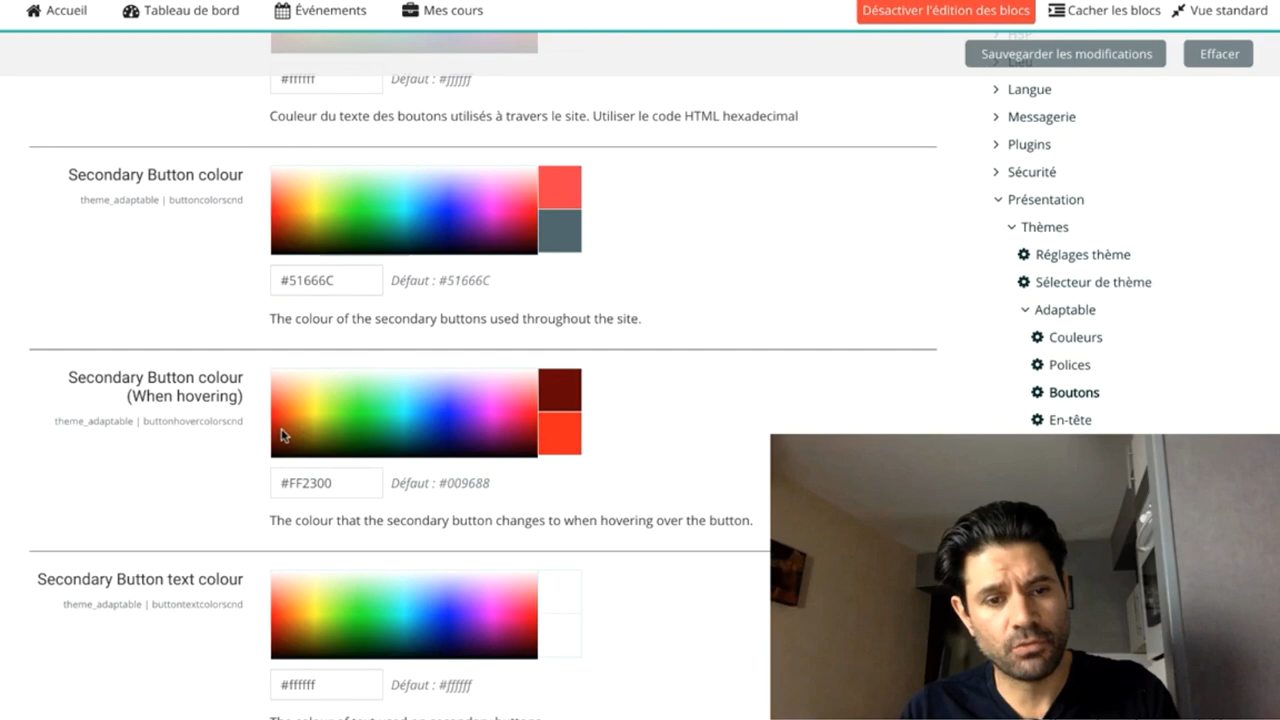 Accueil
Tableau de bord
Événements
Mes cours
Désactiver l'édition des blocs
Cacher les blocs
Vue standard
Sauvegarder les modifications
Effacer
#ffffff
Défaut : #ffffff
Couleur du texte des boutons utilisés à travers le site. Utiliser le code HTML hexadecimal
Secondary Button colour
theme_adaptable | buttoncolorscnd
#51666C
Défaut : #51666C
The colour of the secondary buttons used throughout the site.
Secondary Button colour
(When hovering)
theme_adaptable | buttonhovercolorscnd
#FF2300
Défaut : #009688
The colour that the secondary button changes to when hovering over the button.
Secondary Button text colour
theme_adaptable | buttontextcolorscnd
#ffffff
Défaut : #ffffff
Langue
Messagerie
Plugins
Sécurité
Présentation
Thèmes
Réglages thème
Sélecteur de thème
Adaptable
Couleurs
Polices
Boutons
En-tête